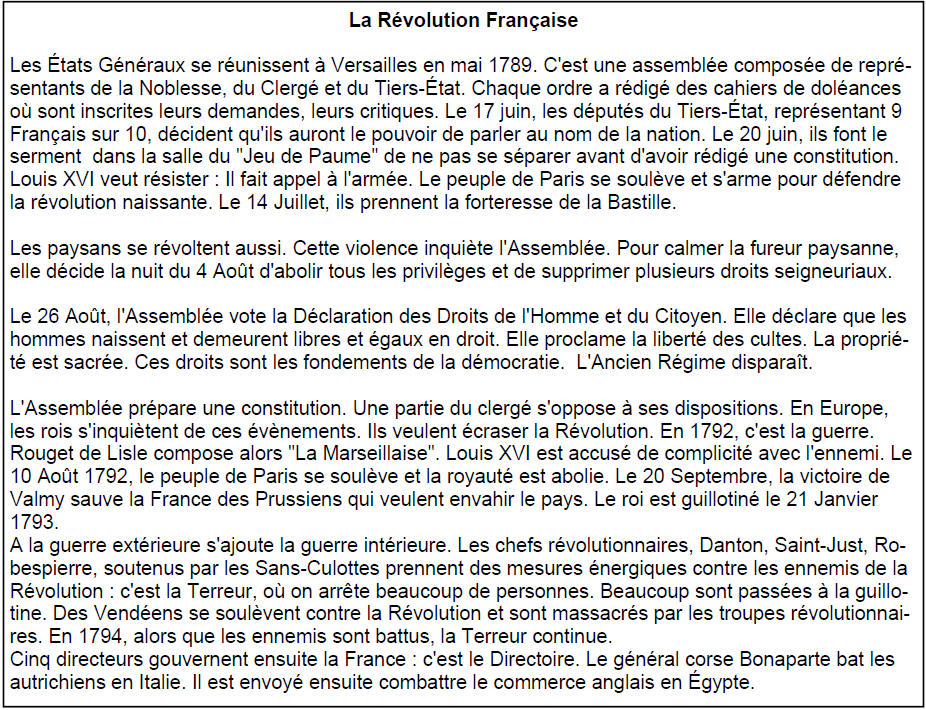 La Révolution Française
Les États Généraux se réunissent à Versailles en mai 1789. C'est une assemblée composée de repré-
sentants de la Noblesse, du Clergé et du Tiers-État. Chaque ordre a rédigé des cahiers de doléances
où sont inscrites leurs demandes, leurs critiques. Le 17 juin, les députés du Tiers-État, représentant 9
Français sur 10, décident qu'ils auront le pouvoir de parler au nom de la nation. Le 20 juin, ils font le
serment  dans la salle du "Jeu de Paume" de ne pas se séparer avant d'avoir rédigé une constitution.
Louis XVI veut résister : Il fait appel à l'armée. Le peuple de Paris se soulève et s'arme pour défendre
la révolution naissante. Le 14 Juillet, ils prennent la forteresse de la Bastille.
Les paysans se révoltent aussi. Cette violence inquiète l'Assemblée. Pour calmer la fureur paysanne,
elle décide la nuit du 4 Août d'abolir tous les privilèges et de supprimer plusieurs droits seigneuriaux.
Le 26 Août, l'Assemblée vote la Déclaration des Droits de l'Homme et du Citoyen. Elle déclare que les
hommes naissent et demeurent libres et égaux en droit. Elle proclame la liberté des cultes. La proprié-
té est sacrée. Ces droits sont les fondements de la démocratie.  L'Ancien Régime disparaît.
L'Assemblée prépare une constitution. Une partie du clergé s'oppose à ses dispositions. En Europe,
les rois s'inquiètent de ces évènements. Ils veulent écraser la Révolution. En 1792, c'est la guerre.
Rouget de Lisle compose alors "La Marseillaise". Louis XVI est accusé de complicité avec l'ennemi. Le
10 Août 1792, le peuple de Paris se soulève et la royauté est abolie. Le 20 Septembre, la victoire de
Valmy sauve la France des Prussiens qui veulent envahir le pays. Le roi est guillotiné le 21 Janvier
1793.
A la guerre extérieure s'ajoute la guerre intérieure. Les chefs révolutionnaires, Danton, Saint-Just, Ro-
bespierre, soutenus par les Sans-Culottes prennent des mesures énergiques contre les ennemis de la
Révolution : c'est la Terreur, où on arrête beaucoup de personnes. Beaucoup sont passées à la guillo-
tine. Des Vendéens se soulèvent contre la Révolution et sont massacrés par les troupes révolutionnai-
res. En 1794, alors que les ennemis sont battus, la Terreur continue.
Cinq directeurs gouvernent ensuite la France : c'est le Directoire. Le général corse Bonaparte bat les
autrichiens en Italie. Il est envoyé ensuite combattre le commerce anglais en Égypte.